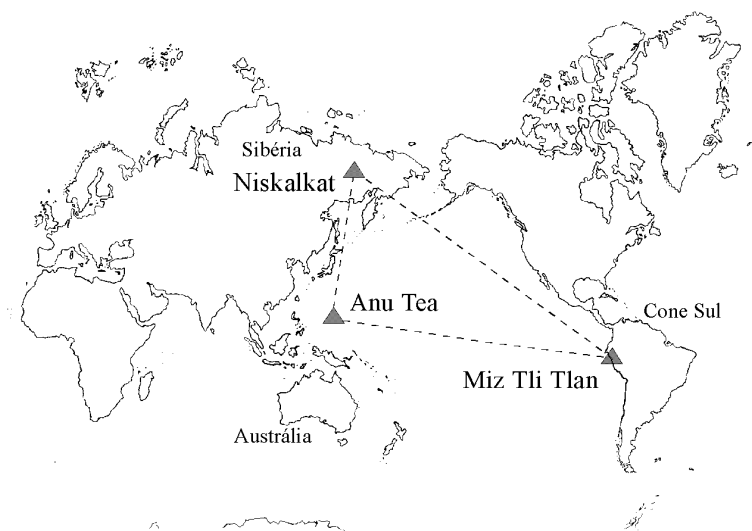 Sibéria
Niskalkat
Anu Tea
Cone Sul
Miz Tli Tlan
Austrália